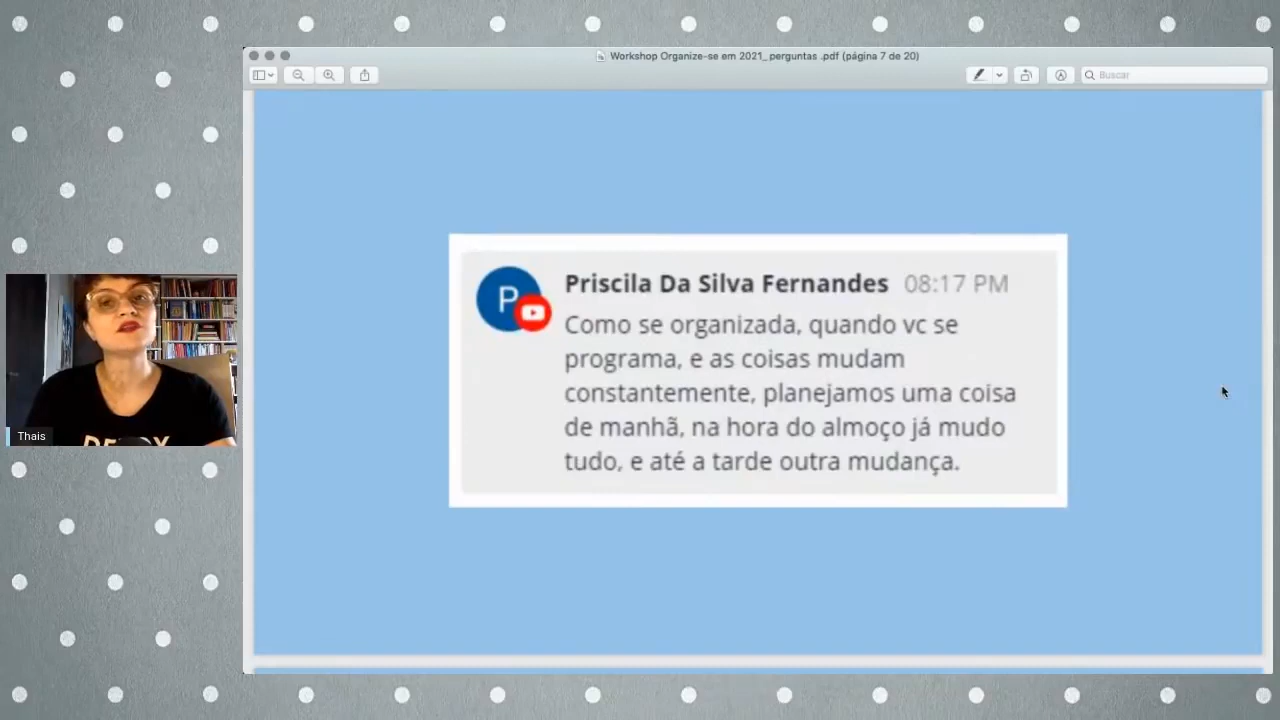 Workshop Organize-se em 2021_ perguntas .pdf (página 7 de 20)
Buscar
P
Priscila Da Silva Fernandes 08:17 PM
Como se organizada, quando vc se
programa, e as coisas mudam
constantemente, planejamos uma coisa
de manhã, na hora do almoço já mudo
tudo, e até a tarde outra mudança.
Thais